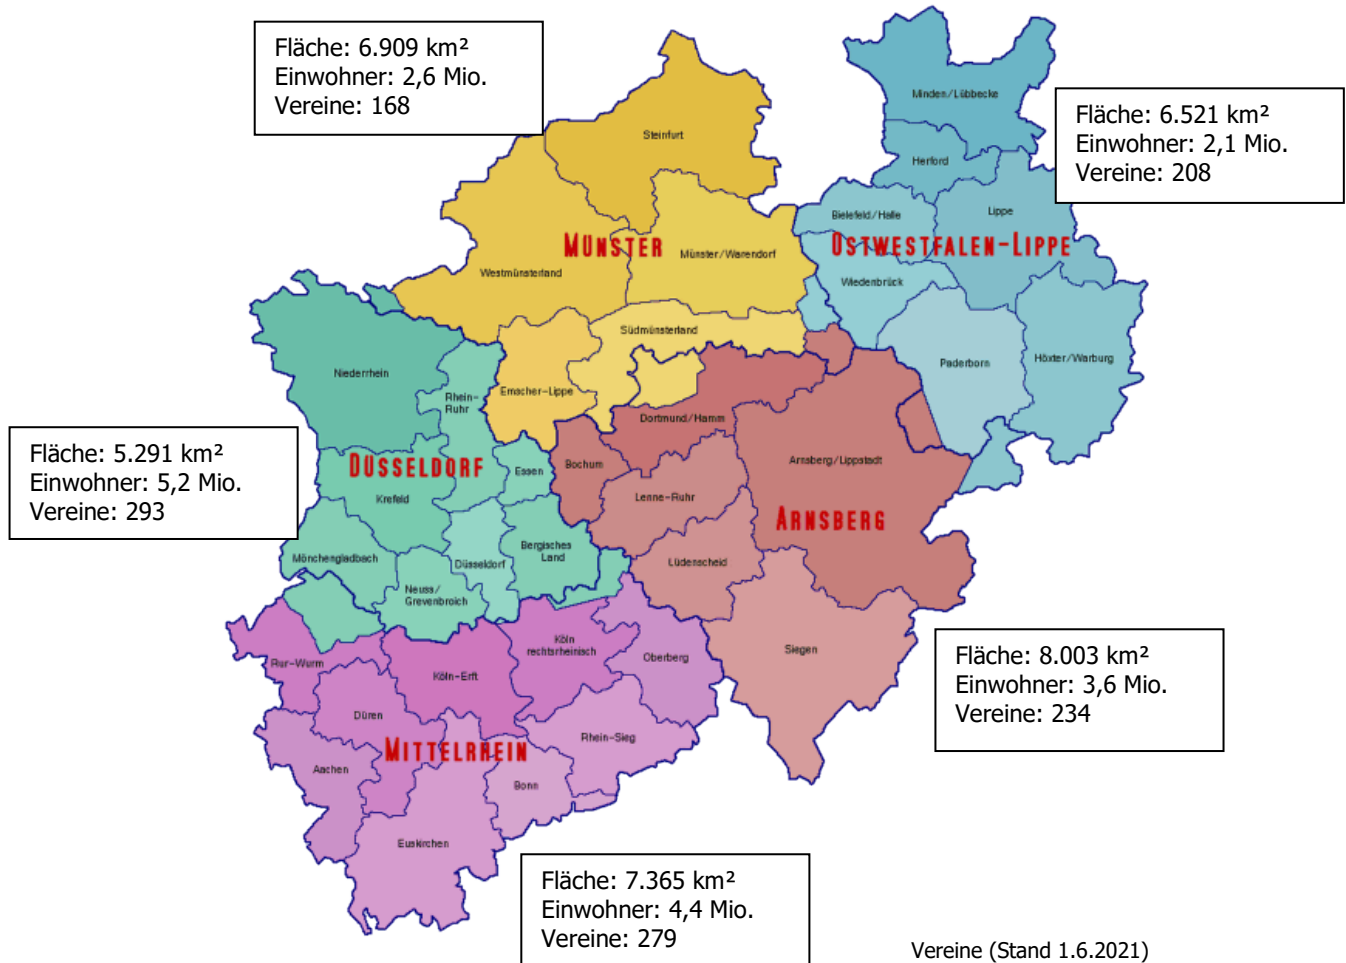 Fläche: 6.909 km²
Einwohner: 2,6 Mio.
Vereine: 168
Fläche: 6.521 km²
Einwohner: 2,1 Mio.
Vereine: 208
Minden/Lübbecke
Herford
Bielefeld/Halle
Lippe
OSTWESTFALEN-LIPPE
Wiedenbrück
Paderborn
Höxter/Warburg
Steinfurt
MÜNSTER
Münster/Warendorf
Westmünsterland
Südmünsterland
Emscher-Lippe
Niederrhein
Rhein-
Ruhr
Fläche: 5.291 km²
Einwohner: 5,2 Mio.
Vereine: 293
DÜSSELDORF
Essen
Krefeld
Mönchengladbach
Düsseldorf
Bergisches
Land
Neuss/
Grevenbroich
Dortmund/Hamm
Bochum
Arnsberg/Lippstadt
Lenne-Ruhr
ARNSBERG
Lüdenscheid
Siegen
Fläche: 8.003 km²
Einwohner: 3,6 Mio.
Vereine: 234
Rur-Wurm
Köln-Erft
Köln
rechtsrheinisch
Oberberg
Düren
Rhein-Sieg
MITTELRHEIN
Aachen
Bonn
Euskirchen
Fläche: 7.365 km²
Einwohner: 4,4 Mio.
Vereine: 279
Vereine (Stand 1.6.2021)